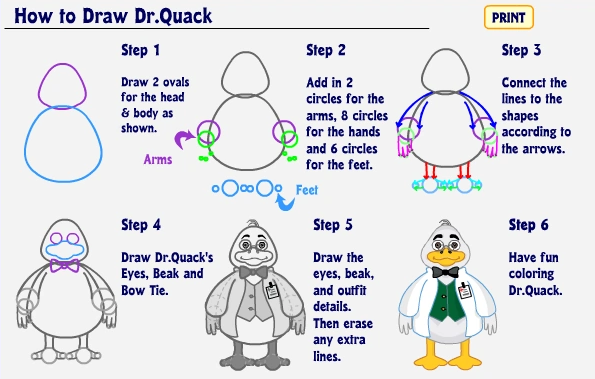 How to Draw Dr.Quack
PRINT
Step 1
Draw 2 ovals
for the head
& body as
shown.
Arms
Step 2
Add in 2
circles for the
arms, 8 circles
for the hands
and 6 circles
for the feet.
Feet
Step 3
Connect the
lines to the
shapes
according to
the arrows.
Step 4
Draw Dr.Quack's
Eyes, Beak and
Bow Tie.
Step 5
Draw the
eyes, beak,
and outfit
details.
Then erase
any extra
lines.
Step 6
Have fun
coloring
Dr.Quack.